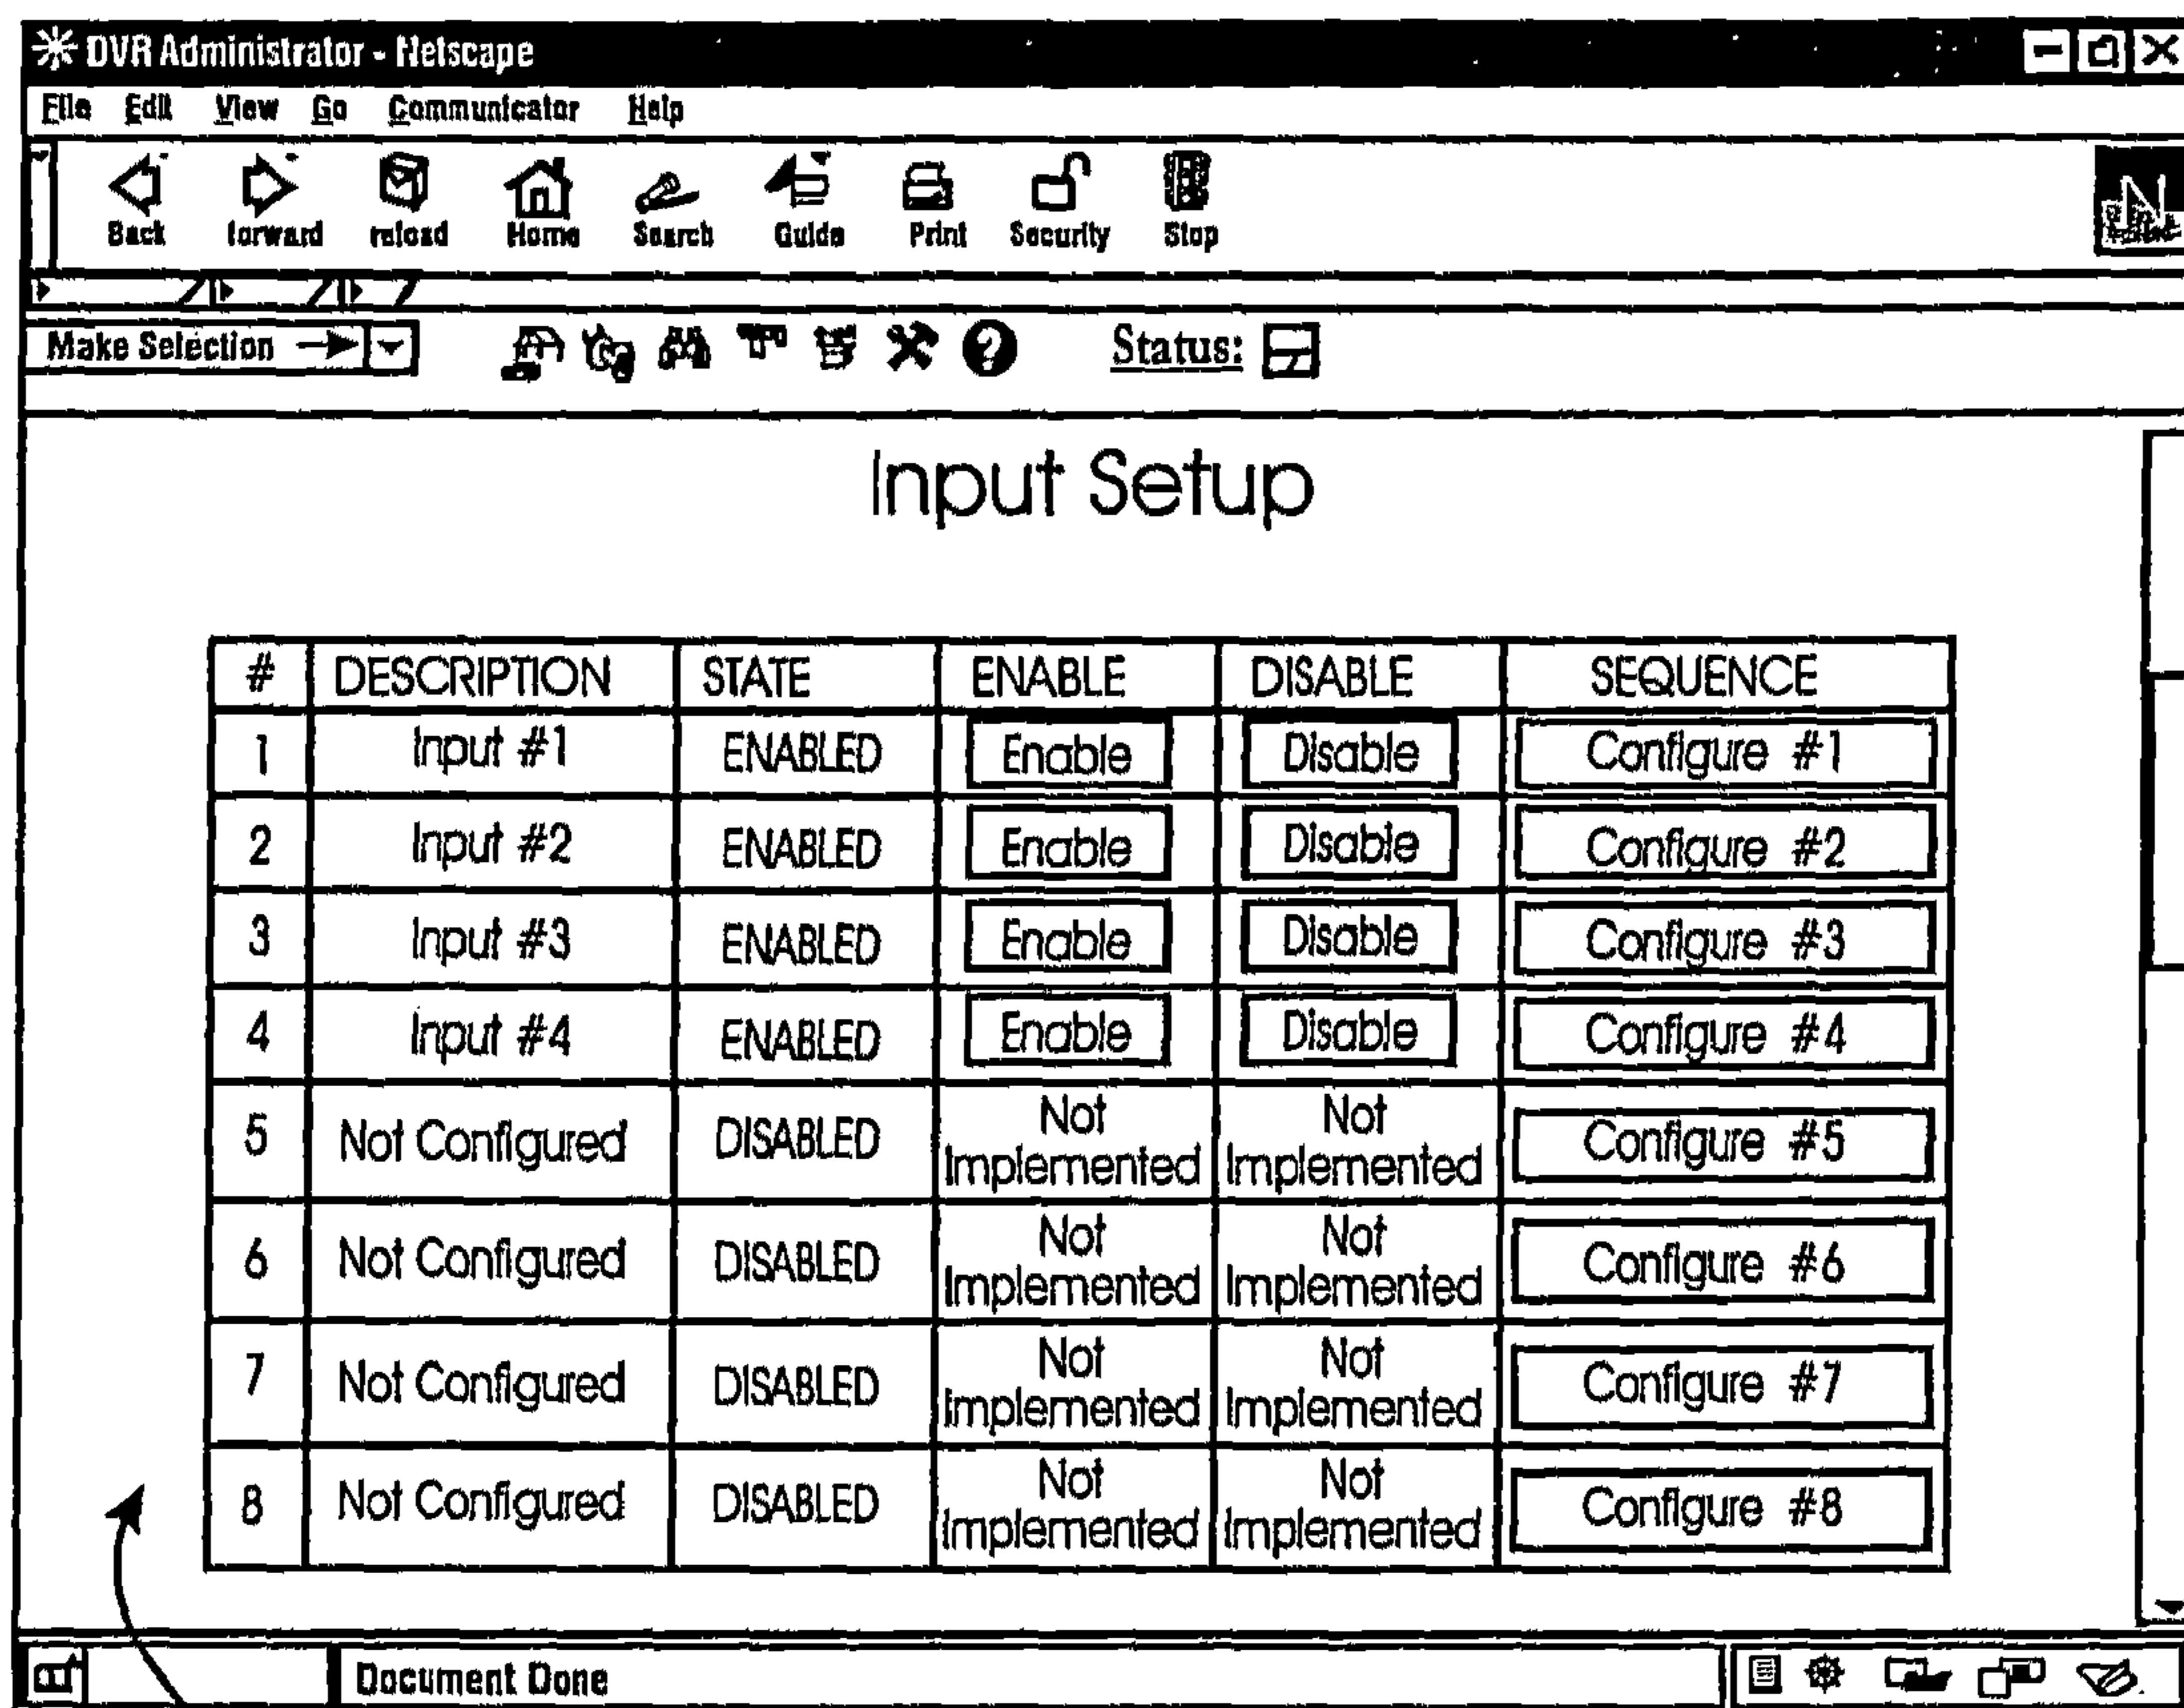 DVR Administrator - Netscape
File Edit View Go Communicator Help
Back forward reload Home Search Guide Print Security Stop
N
Make Selection ? Status:
Input Setup
# DESCRIPTION STATE ENABLE DISABLE SEQUENCE
1 Input #1 ENABLED Enable Disable Configure #1
2 Input #2 ENABLED Enable Disable Configure #2
3 Input #3 ENABLED Enable Disable Configure #3
4 Input #4 ENABLED Enable Disable Configure #4
5 Not Configured DISABLED Not Implemented Not Implemented Configure #5
6 Not Configured DISABLED Not Implemented Not Implemented Configure #6
7 Not Configured DISABLED Not Implemented Not Implemented Configure #7
8 Not Configured DISABLED Not Implemented Not Implemented Configure #8
Document Done